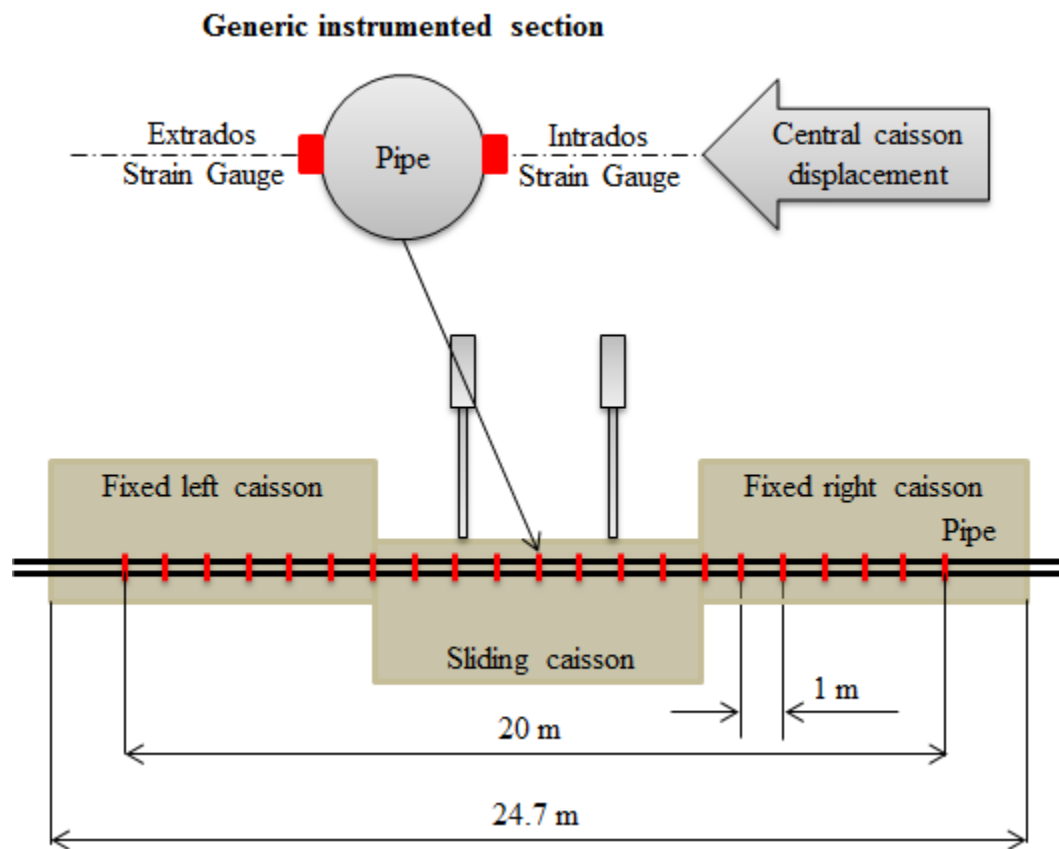 Generic instrumented section
Extrados
Strain Gauge
Pipe
Intrados
Strain Gauge
Central caisson
displacement
Fixed left caisson
Fixed right caisson
Pipe
Sliding caisson
1 m
20 m
24.7 m